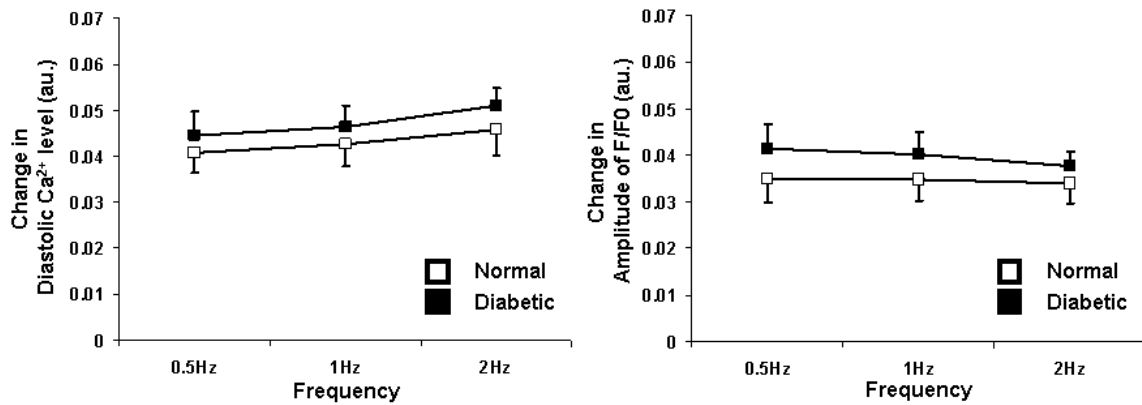 0.07
0.06
0.05
0.04
0.03
0.02
0.01
0
Change in
Diastolic Ca²⁺ level (au.)
Normal
Diabetic
0.5Hz 1Hz 2Hz
Frequency
0.07
0.06
0.05
0.04
0.03
0.02
0.01
0
Change in
Amplitude of F/F0 (au.)
Normal
Diabetic
0.5Hz 1Hz 2Hz
Frequency